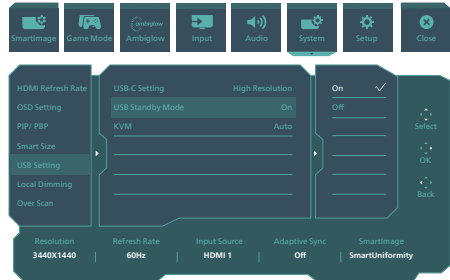 SmartImage Game Mode Ambiglow Input Audio System Setup Close
ambiglow
HDMI Refresh Rate USB-C Setting High Resolution On
OSD Setting USB Standby Mode On Off
PIP/ PBP KVM Auto Select
Smart Size
USB Setting OK
Local Dimming Back
Over Scan
Resolution Refresh Rate Input Source Adaptive Sync SmartImage
3440X1440 | 60Hz | HDMI 1 | Off | SmartUniformity